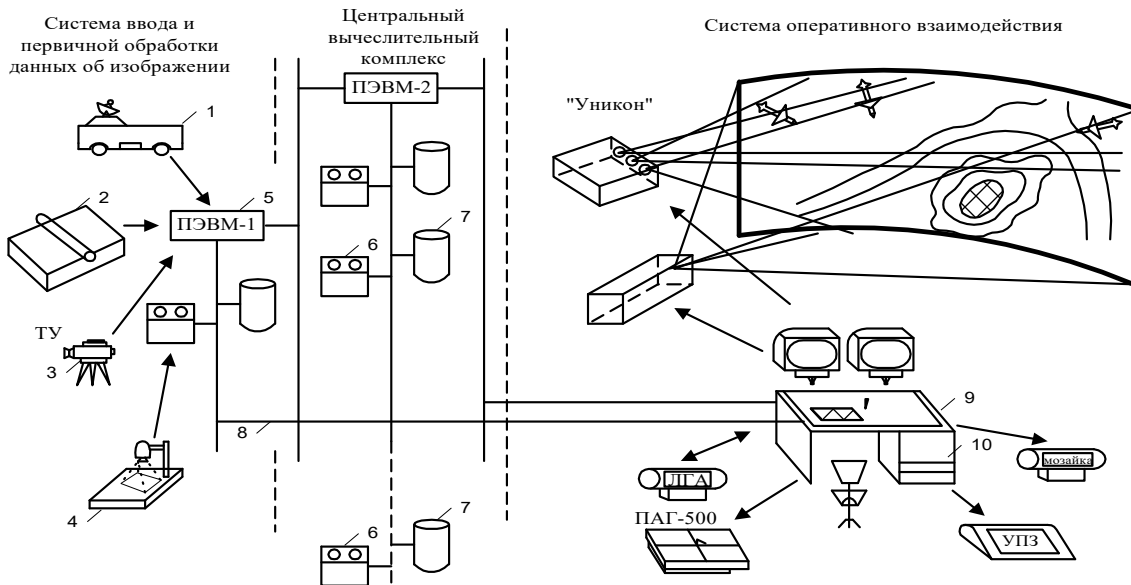 Система ввода и
первичной обработки
данных об изображении
Центральный
вычеслительный
комплекс
Система оперативного взаимодействия
ПЭВМ-2
"Уникон"
1
2
5
ПЭВМ-1
7
6
ТУ
3
8
9
10
мозайка
ЛГА
4
ПАГ-500
6
7
УПЗ